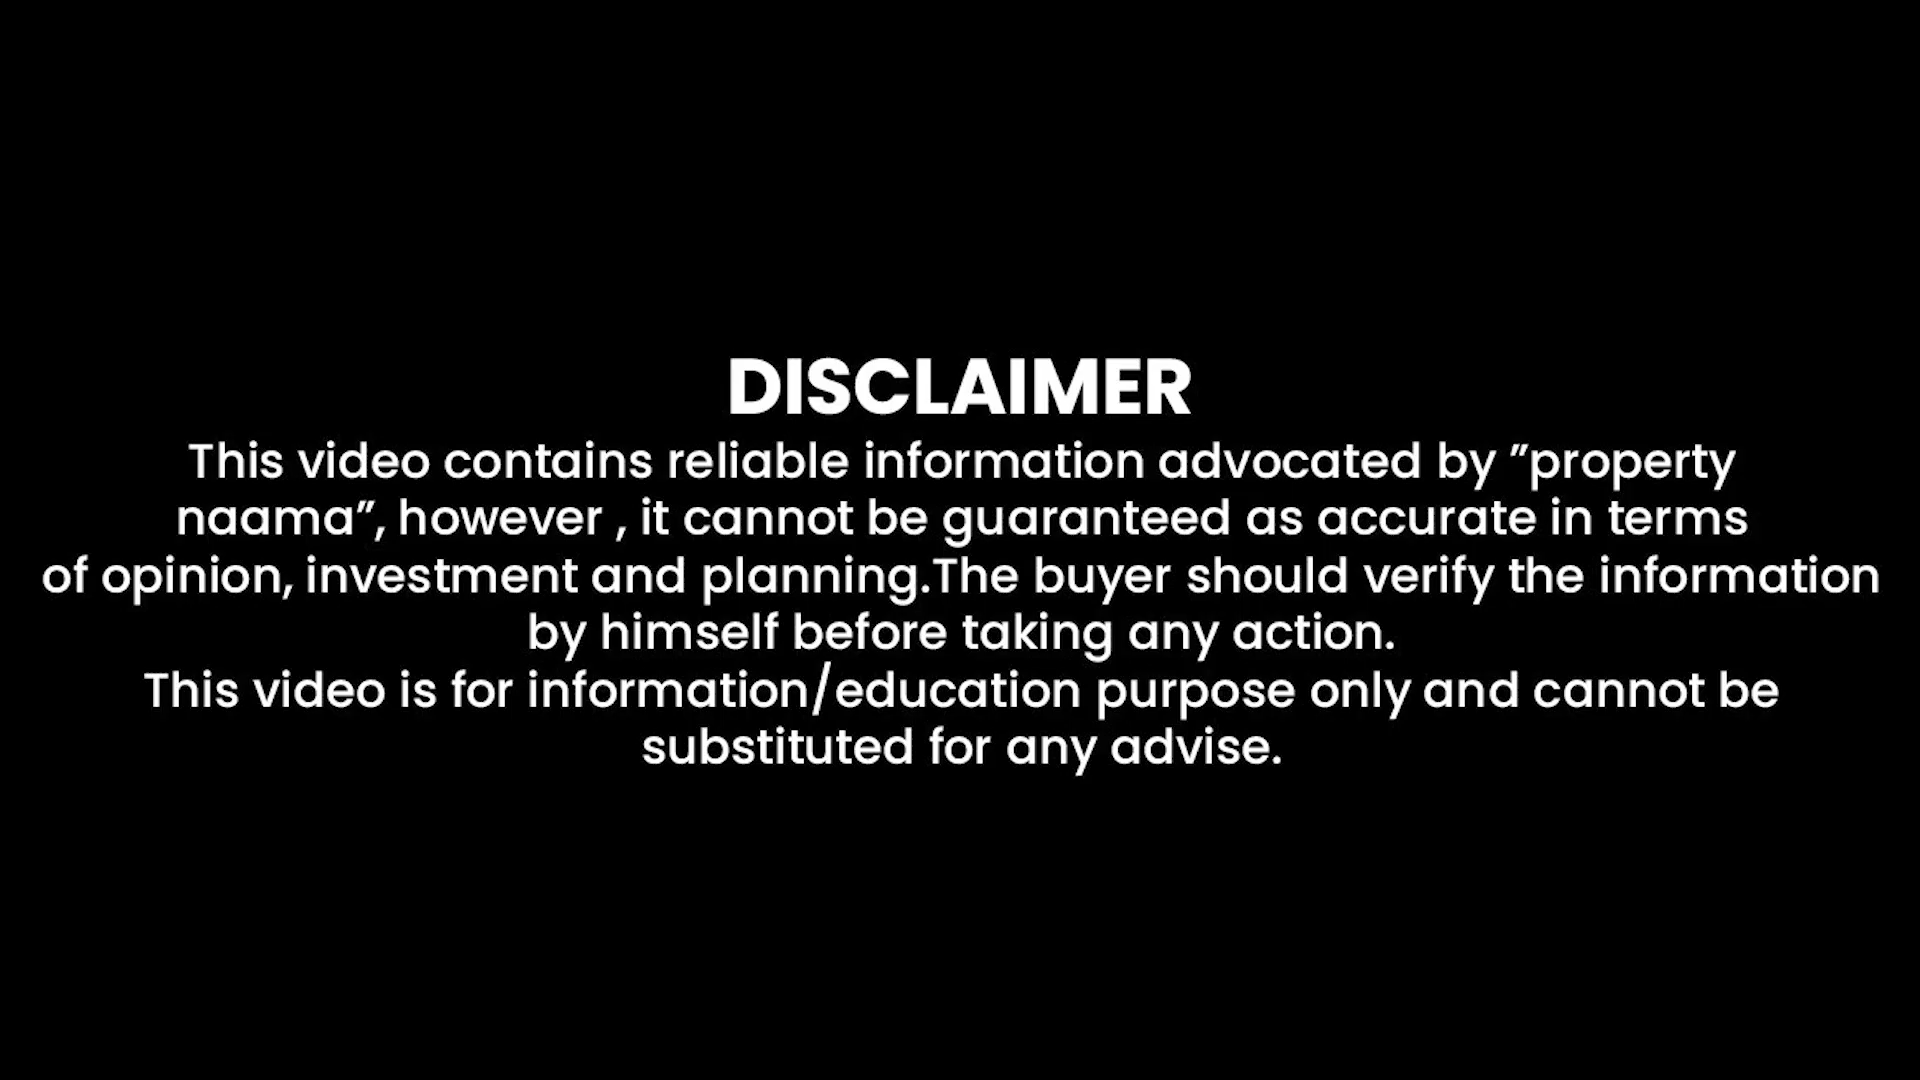 DISCLAIMER
This video contains reliable information advocated by ”property
naama”, however , it cannot be guaranteed as accurate in terms
of opinion, investment and planning.The buyer should verify the information
by himself before taking any action.
This video is for information/education purpose only and cannot be
substituted for any advise.